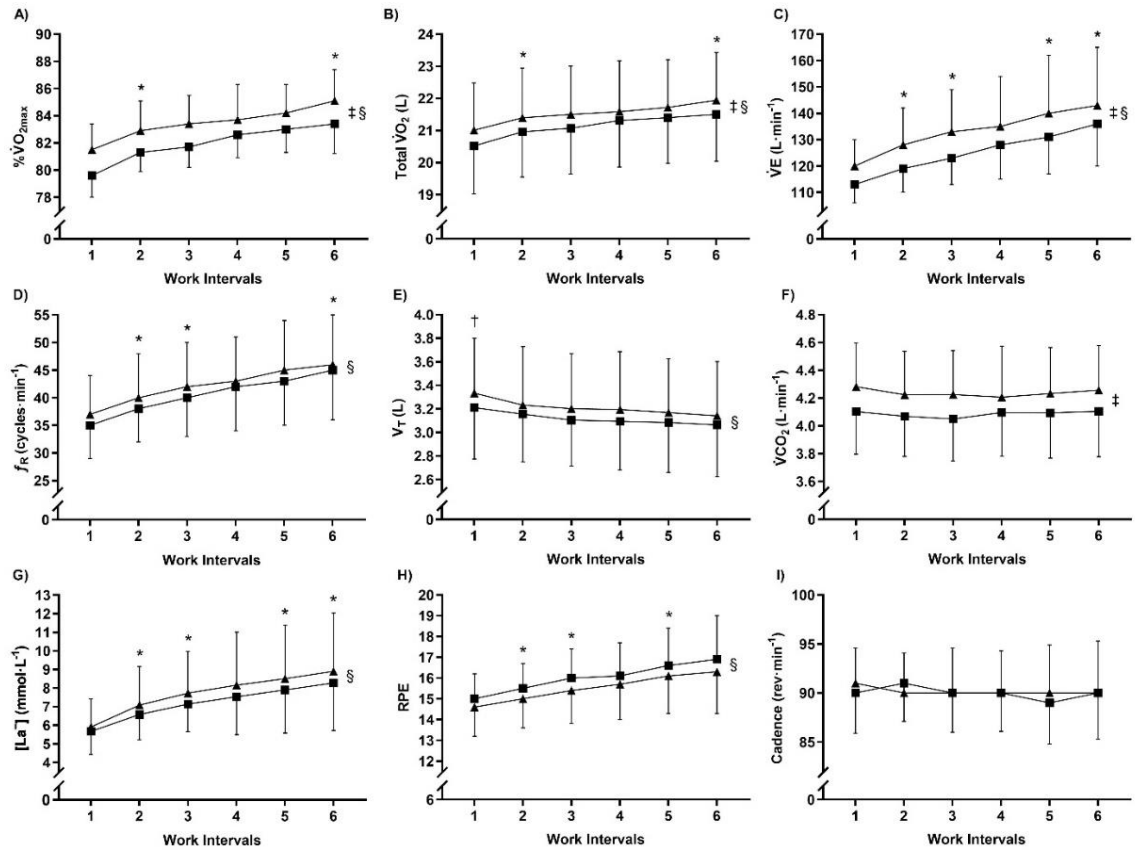 A)
%V̇O2max
*
*
‡ §
88
86
84
82
80
78
0
1 2 3 4 5 6
Work Intervals
B)
Total V̇O2 (L)
*
*
‡ §
24
23
22
21
20
19
0
1 2 3 4 5 6
Work Intervals
C)
V̇E (L·min-1)
*
*
*
*
‡ §
170
160
150
140
130
120
110
0
1 2 3 4 5 6
Work Intervals
D)
fR (cycles·min-1)
*
*
*
§
55
50
45
40
35
30
25
0
1 2 3 4 5 6
Work Intervals
E)
VT (L)
†
§
4.0
3.8
3.6
3.4
3.2
3.0
2.8
2.6
0
1 2 3 4 5 6
Work Intervals
F)
V̇CO2 (L·min-1)
‡
4.8
4.6
4.4
4.2
4.0
3.8
3.6
0
1 2 3 4 5 6
Work Intervals
G)
[La-] (mmol·L-1)
*
*
*
*
§
13
12
11
10
9
8
7
6
5
4
0
1 2 3 4 5 6
Work Intervals
H)
RPE
*
*
*
§
20
19
18
17
16
15
14
13
12
6
1 2 3 4 5 6
Work Intervals
I)
Cadence (rev·min-1)
100
95
90
85
0
1 2 3 4 5 6
Work Intervals